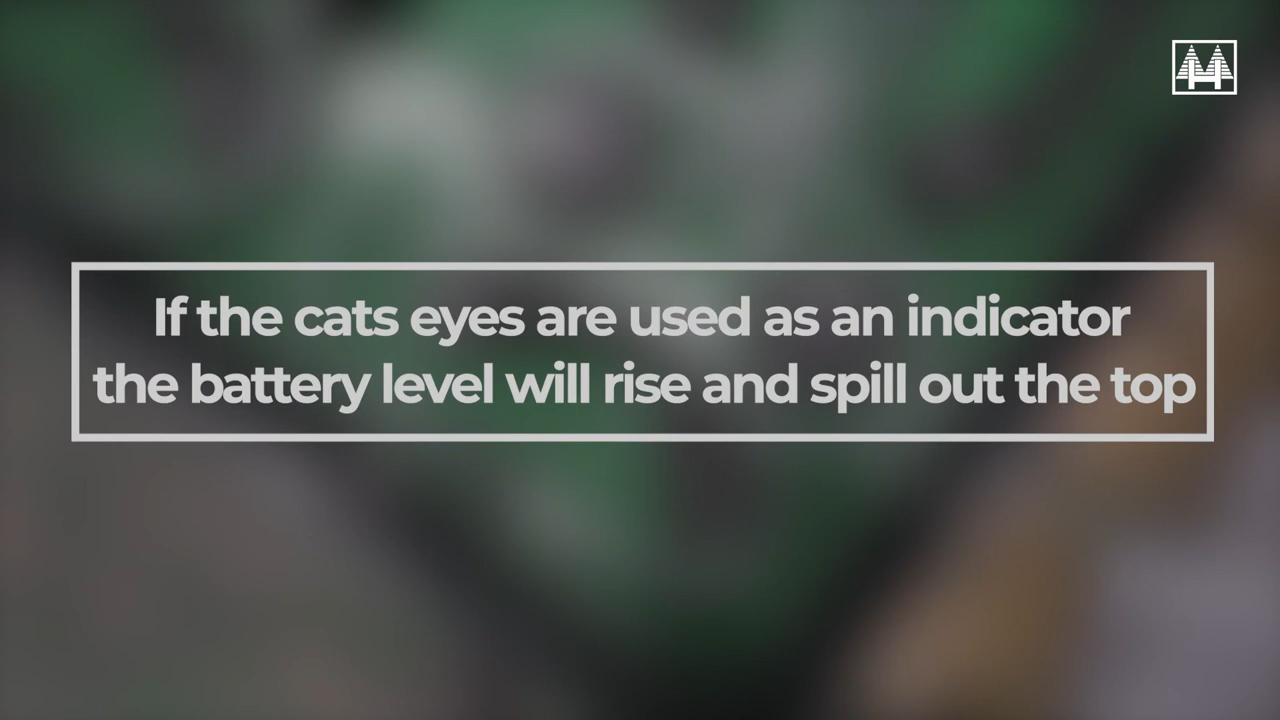 If the cats eyes are used as an indicator
the battery level will rise and spill out the top